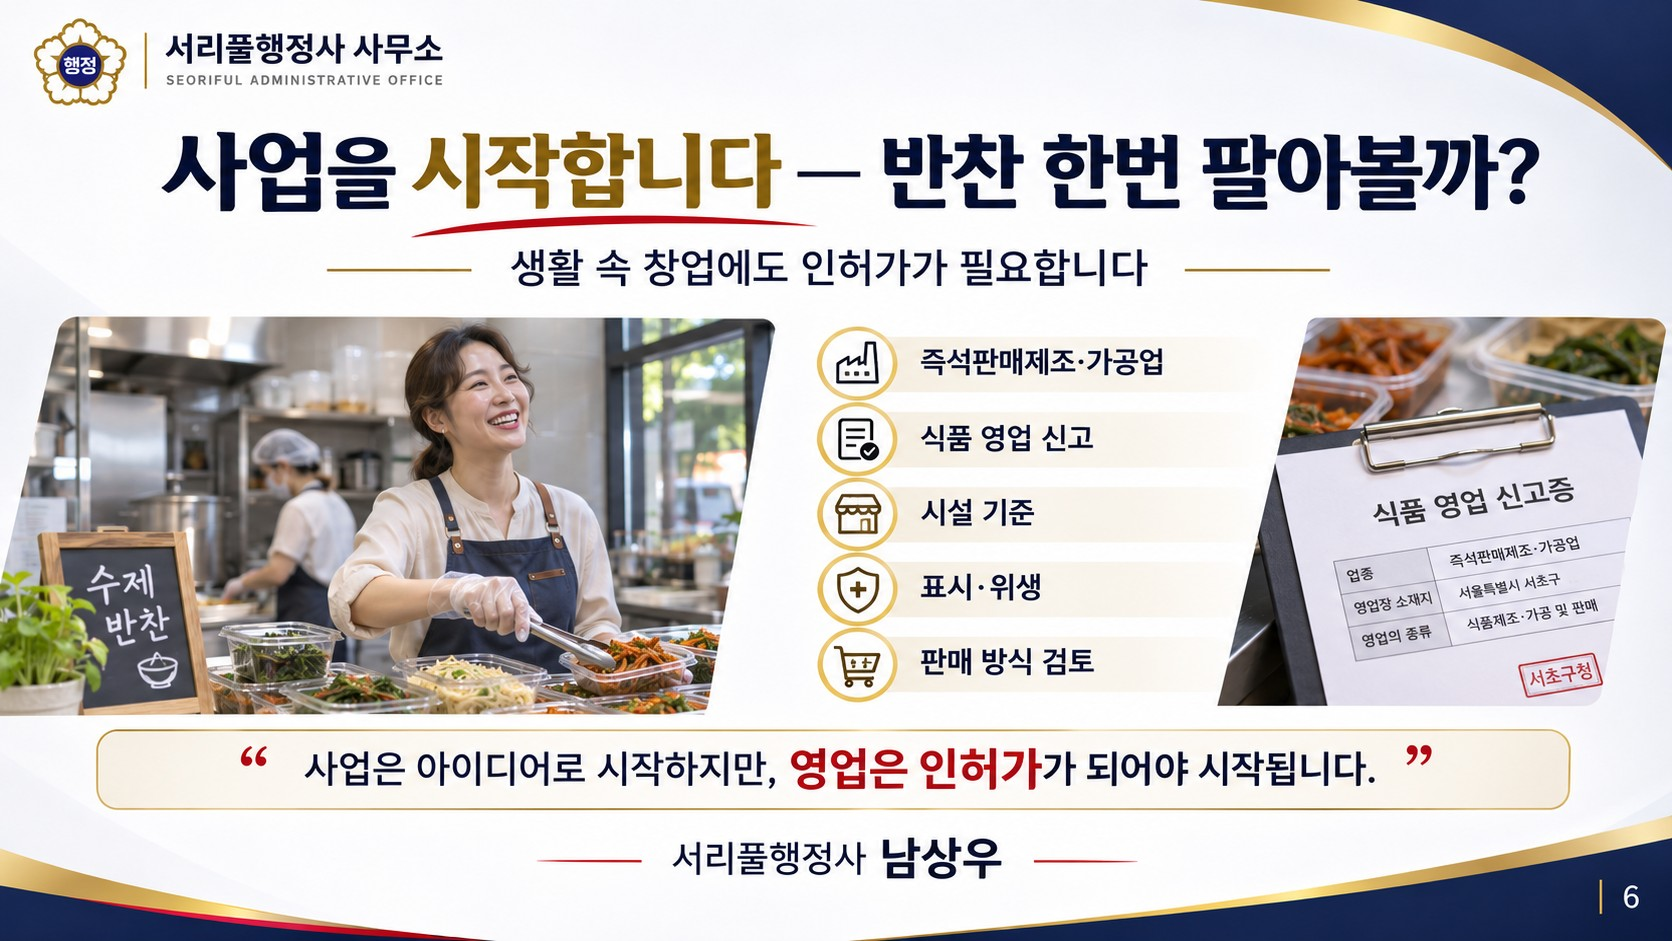 행정
서리풀행정사 사무소
SEORIFUL ADMINISTRATIVE OFFICE
사업을 시작합니다 — 반찬 한번 팔아볼까?
생활 속 창업에도 인허가가 필요합니다
수제
반찬
즉석판매제조·가공업
식품 영업 신고
시설 기준
표시·위생
판매 방식 검토
식품 영업 신고증
업종 즉석판매제조·가공업
영업장 소재지 서울특별시 서초구
영업의 종류 식품제조·가공 및 판매
서초구청
“ 사업은 아이디어로 시작하지만, 영업은 인허가가 되어야 시작됩니다. ”
서리풀행정사 남상우
6